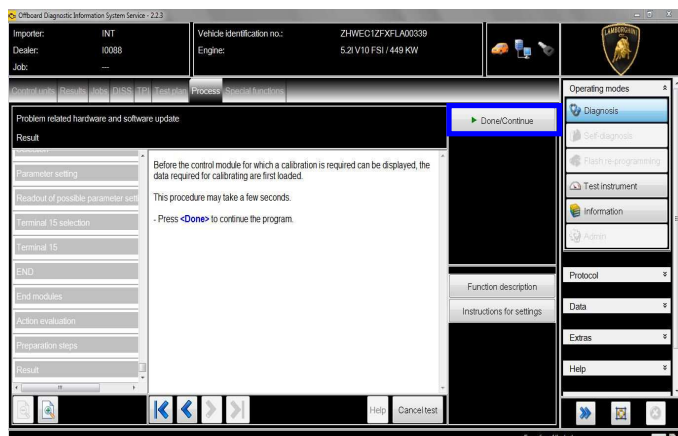 Offboard Diagnostic Information System Service - 2.2.3
Importer: INT
Dealer: I0088
Job: ---
Vehicle identification no.: ZHWEC1ZFXFLA00339
Engine: 5.2l V10 FSI / 449 KW
LAMBORGHINI
Control units Results Jobs DISS TPI Test plan Process Special functions
Problem related hardware and software update
Result
Done/Continue
Parameter setting
Readout of possible parameter sett
Terminal 15 selection
Terminal 15
END
End modules
Action evaluation
Preparation steps
Result
Before the control module for which a calibration is required can be displayed, the
data required for calibrating are first loaded.
This procedure may take a few seconds.
- Press <Done> to continue the program.
Function description
Instructions for settings
Help
Cancel test
Operating modes
Diagnosis
Self-diagnosis
Flash re-programming
Test instrument
Information
Admin
Protocol
Data
Extras
Help